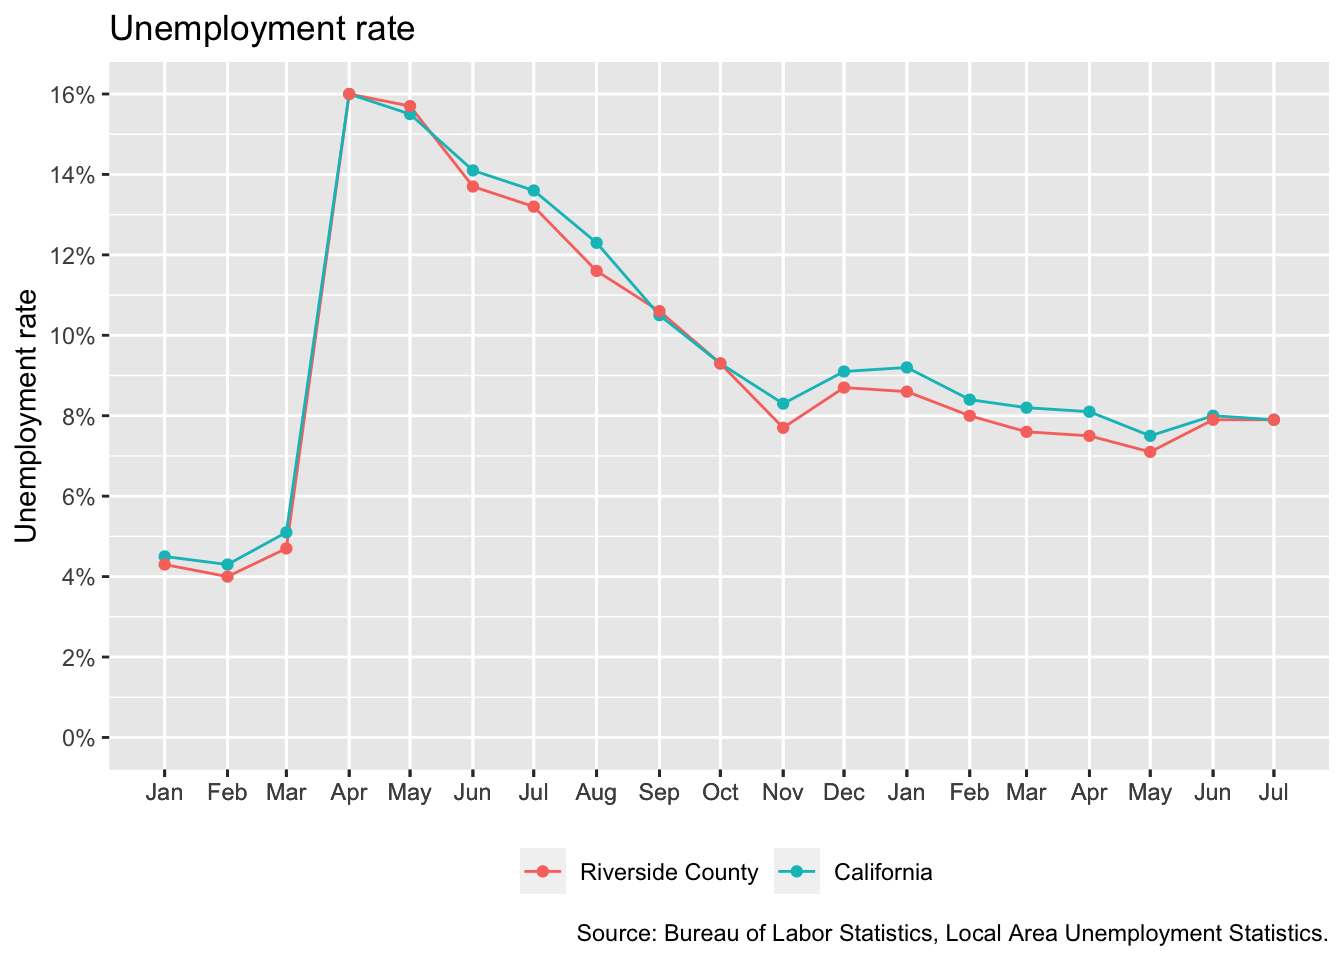 Unemployment rate
Unemployment rate
16%
14%
12%
10%
8%
6%
4%
2%
0%
Jan Feb Mar Apr May Jun Jul Aug Sep Oct Nov Dec Jan Feb Mar Apr May Jun Jul
Riverside County California
Source: Bureau of Labor Statistics, Local Area Unemployment Statistics.